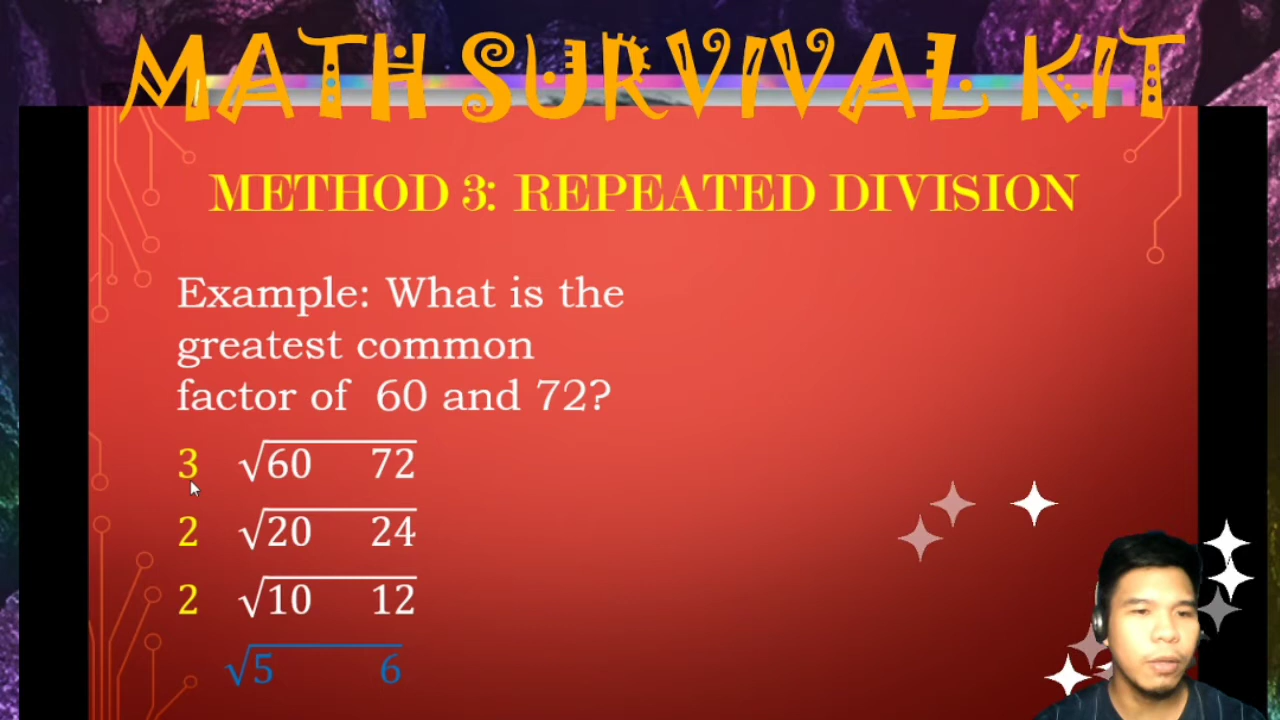 MATH SURVIVAL KIT
METHOD 3: REPEATED DIVISION
Example: What is the
greatest common
factor of 60 and 72?
3 √60 72
2 √20 24
2 √10 12
√5 6